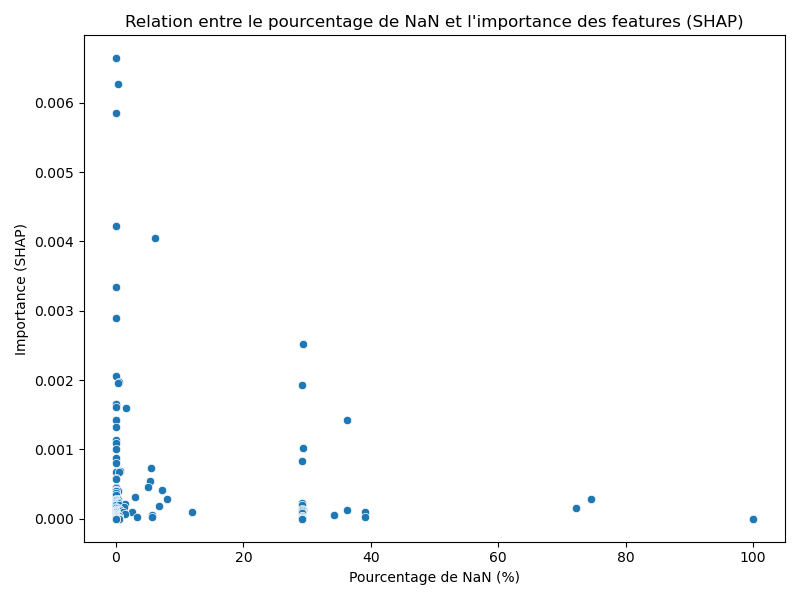 Relation entre le pourcentage de NaN et l'importance des features (SHAP)
Importance (SHAP)
0.006
0.005
0.004
0.003
0.002
0.001
0.000
0 20 40 60 80 100
Pourcentage de NaN (%)